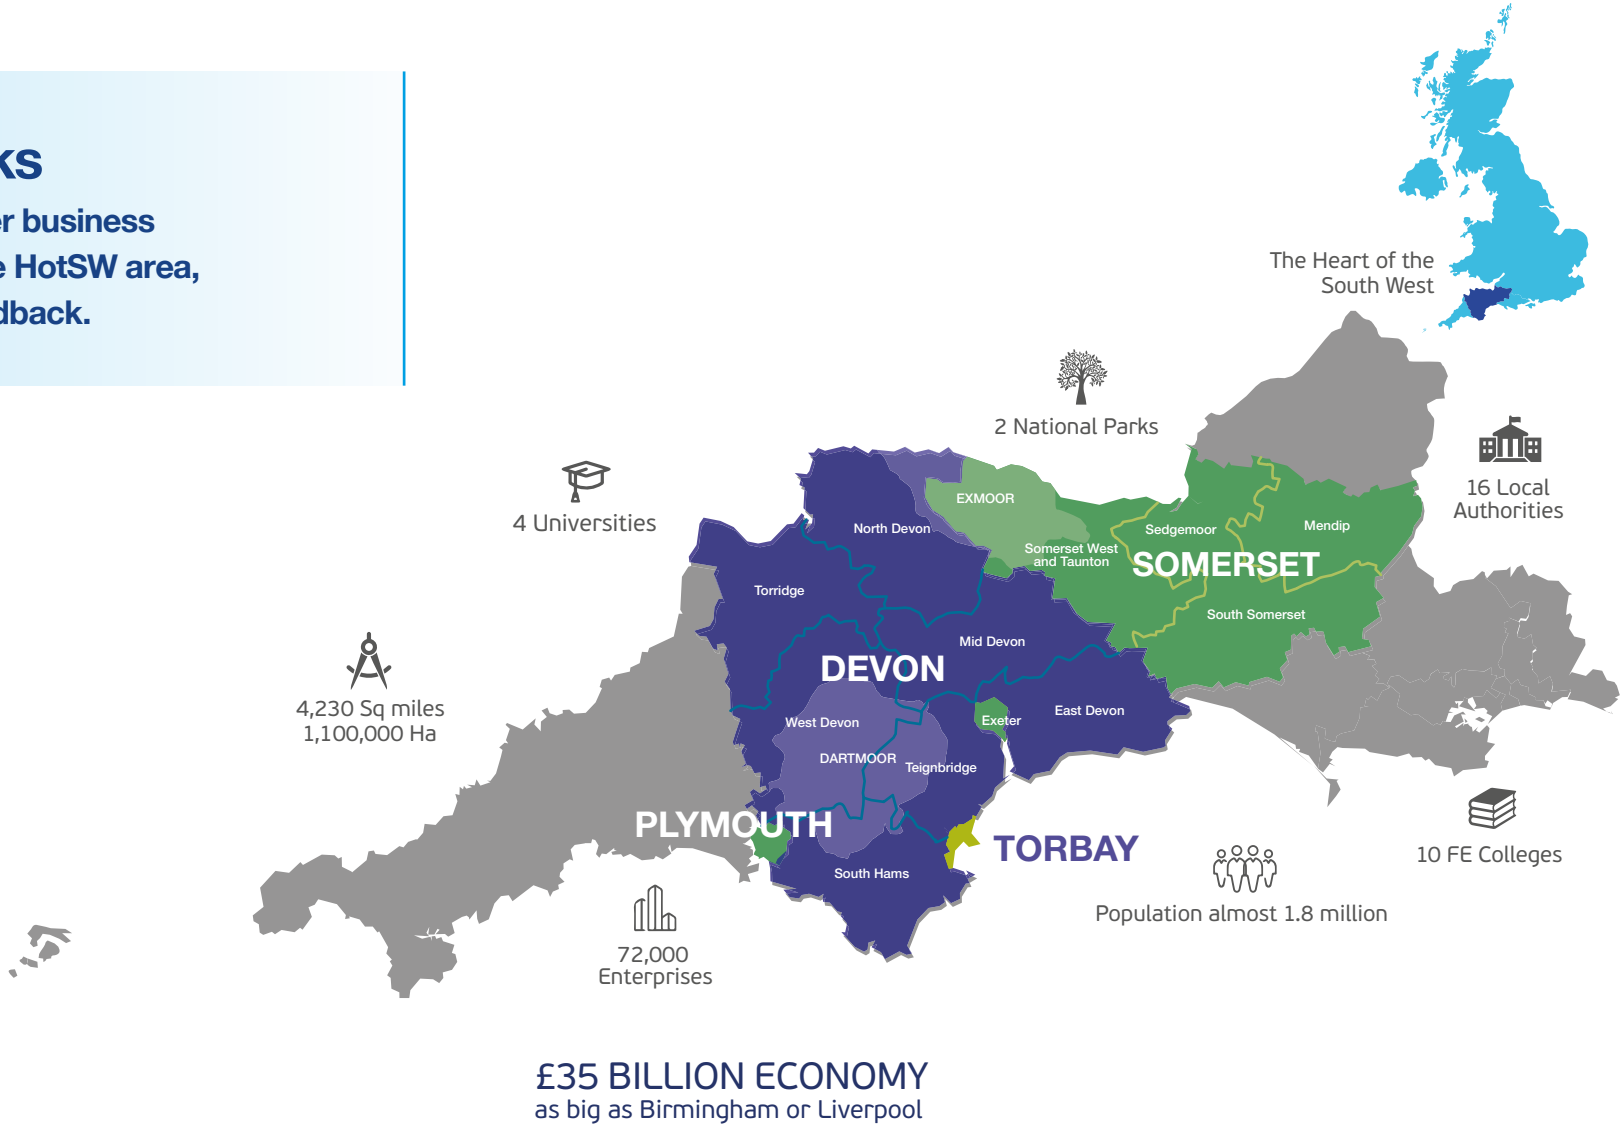 ks
er business
e HotSW area,
dback.
The Heart of the
South West
2 National Parks
16 Local
Authorities
4 Universities
EXMOOR
North Devon
Sedgemoor
Mendip
Somerset West
and Taunton
SOMERSET
Torridge
South Somerset
Mid Devon
DEVON
4,230 Sq miles
1,100,000 Ha
West Devon
Exeter
East Devon
DARTMOOR
Teignbridge
PLYMOUTH
TORBAY
10 FE Colleges
South Hams
Population almost 1.8 million
72,000
Enterprises
£35 BILLION ECONOMY
as big as Birmingham or Liverpool